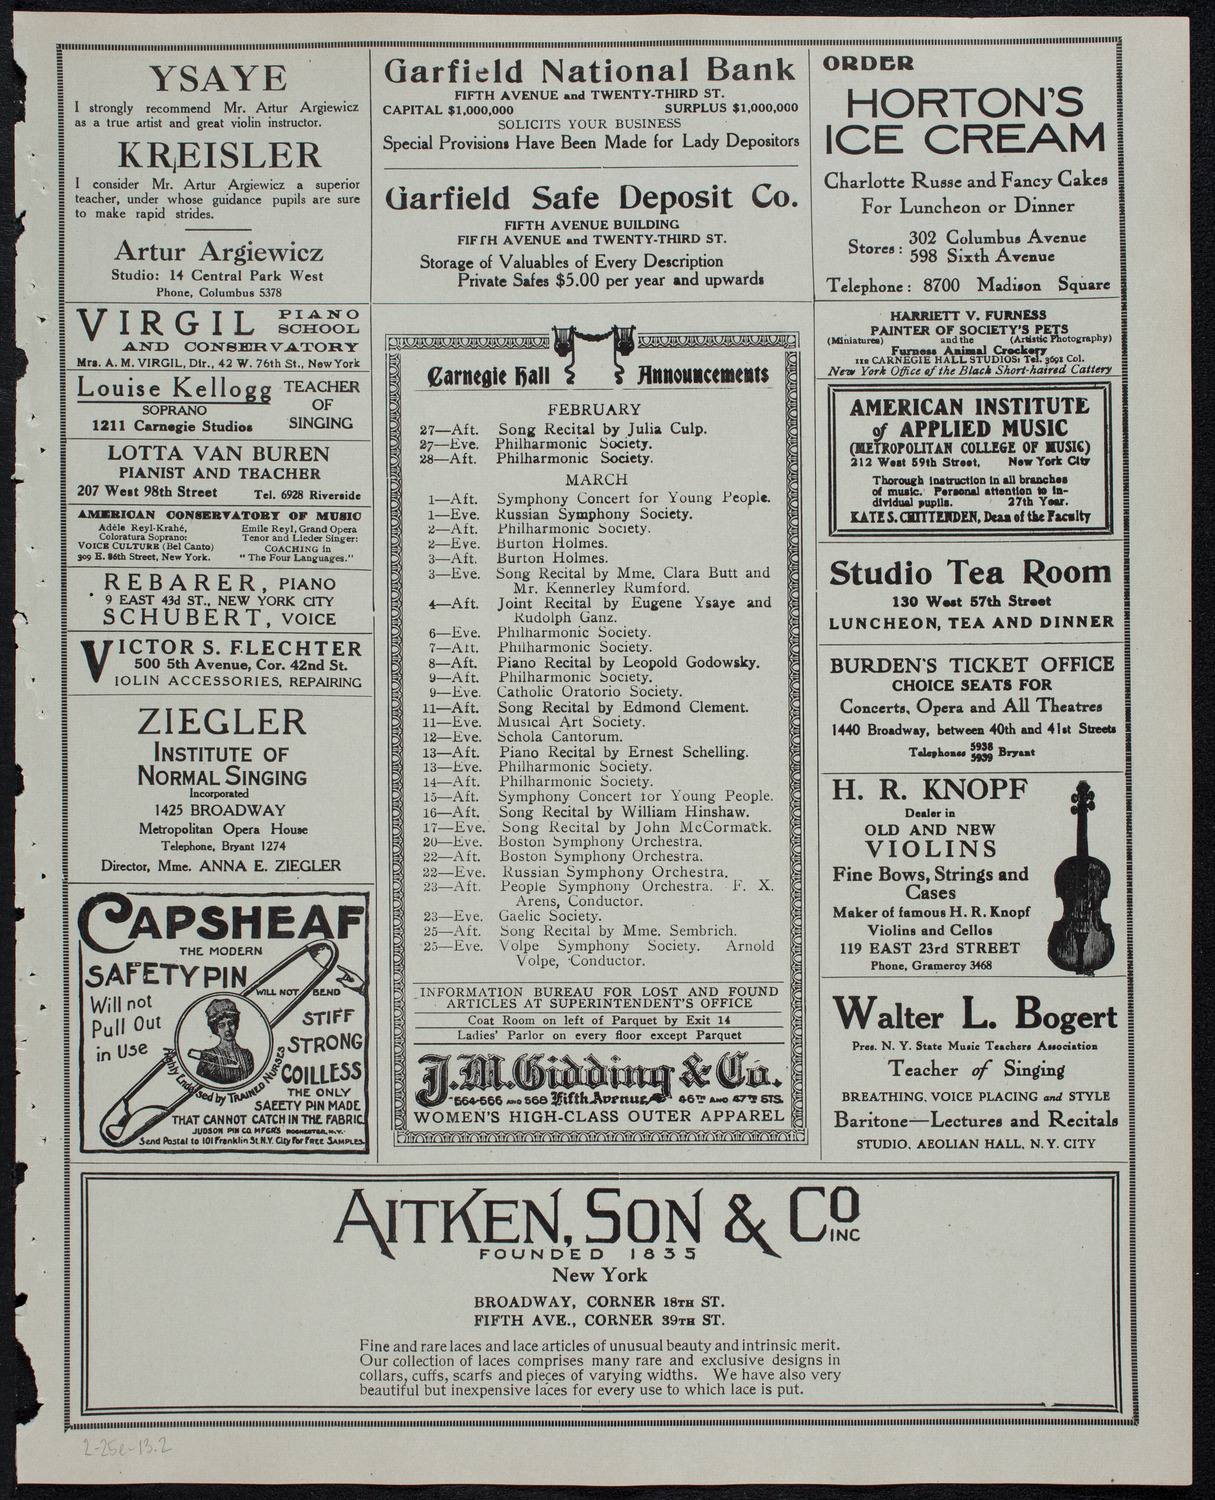 YSAYE
I strongly recommend Mr. Artur Argiewicz
as a true artist and great violin instructor.
KREISLER
I consider Mr. Artur Argiewicz a superior
teacher, under whose guidance pupils are sure
to make rapid strides.
Artur Argiewicz
Studio: 14 Central Park West
Phone, Columbus 5378
VIRGIL PIANO
SCHOOL
AND CONSERVATORY
Mrs. A. M. VIRGIL, Dir., 42 W. 76th St., New York
Louise Kellogg TEACHER
SOPRANO OF
1211 Carnegie Studios SINGING
LOTTA VAN BUREN
PIANIST AND TEACHER
207 West 98th Street Tel. 6928 Riverside
AMERICAN CONSERVATORY OF MUSIC
Adèle Reyl-Krahé, Emile Reyl, Grand Opera
Coloratura Soprano: Tenor and Lieder Singer:
VOICE CULTURE (Bel Canto) COACHING in
309 E. 86th Street, New York. "The Four Languages."
REBARER, PIANO
9 EAST 43d ST., NEW YORK CITY
SCHUBERT, VOICE
VICTOR S. FLECHTER
500 5th Avenue, Cor. 42nd St.
IOLIN ACCESSORIES, REPAIRING
ZIEGLER
INSTITUTE OF
NORMAL SINGING
Incorporated
1425 BROADWAY
Metropolitan Opera House
Telephone, Bryant 1274
Director, Mme. ANNA E. ZIEGLER
CAPSHEAF
THE MODERN
SAFETY PIN
WILL NOT BEND
Will not
Pull Out
in Use
STIFF
STRONG
COILLESS
Highly Endorsed by TRAINED NURSES
THE ONLY
SAFETY PIN MADE
THAT CANNOT CATCH IN THE FABRIC
JUDSON PIN CO. MFGRS ROCHESTER, N.Y.
Send Postal to 101 Franklin St. N.Y. City for FREE SAMPLES.
Garfield National Bank
FIFTH AVENUE and TWENTY-THIRD ST.
CAPITAL $1,000,000 SURPLUS $1,000,000
SOLICITS YOUR BUSINESS
Special Provisions Have Been Made for Lady Depositors
Garfield Safe Deposit Co.
FIFTH AVENUE BUILDING
FIFTH AVENUE and TWENTY-THIRD ST.
Storage of Valuables of Every Description
Private Safes $5.00 per year and upwards
Carnegie Hall Announcements
FEBRUARY
27—Aft. Song Recital by Julia Culp.
27—Eve. Philharmonic Society.
28—Aft. Philharmonic Society.
MARCH
1—Aft. Symphony Concert for Young People.
1—Eve. Russian Symphony Society.
2—Aft. Philharmonic Society.
2—Eve. Burton Holmes.
3—Aft. Burton Holmes.
3—Eve. Song Recital by Mme. Clara Butt and
Mr. Kennerley Rumford.
4—Aft. Joint Recital by Eugene Ysaye and
Rudolph Ganz.
6—Eve. Philharmonic Society.
7—Aft. Philharmonic Society.
8—Aft. Piano Recital by Leopold Godowsky.
9—Aft. Philharmonic Society.
9—Eve. Catholic Oratorio Society.
11—Aft. Song Recital by Edmond Clement.
11—Eve. Musical Art Society.
12—Eve. Schola Cantorum.
13—Aft. Piano Recital by Ernest Schelling.
13—Eve. Philharmonic Society.
14—Aft. Philharmonic Society.
15—Aft. Symphony Concert for Young People.
16—Aft. Song Recital by William Hinshaw.
17—Eve. Song Recital by John McCormack.
20—Eve. Boston Symphony Orchestra.
22—Aft. Boston Symphony Orchestra.
22—Eve. Russian Symphony Orchestra.
23—Aft. People Symphony Orchestra. F. X.
Arens, Conductor.
23—Eve. Gaelic Society.
25—Aft. Song Recital by Mme. Sembrich.
25—Eve. Volpe Symphony Society. Arnold
Volpe, Conductor.
INFORMATION BUREAU FOR LOST AND FOUND
ARTICLES AT SUPERINTENDENT'S OFFICE
Coat Room on left of Parquet by Exit 14
Ladies' Parlor on every floor except Parquet
J. M. Gidding & Co.
564-566 AND 568 Fifth Avenue 46TH AND 47TH STS.
WOMEN'S HIGH-CLASS OUTER APPAREL
ORDER
HORTON'S
ICE CREAM
Charlotte Russe and Fancy Cakes
For Luncheon or Dinner
Stores: 302 Columbus Avenue
598 Sixth Avenue
Telephone: 8700 Madison Square
HARRIETT V. FURNESS
PAINTER OF SOCIETY'S PETS
(Miniatures) and the (Artistic Photography)
Furness Animal Crockery
112 CARNEGIE HALL STUDIOS: Tel. 3691 Col.
New York Office of the Black Short-haired Cattery
AMERICAN INSTITUTE
of APPLIED MUSIC
(METROPOLITAN COLLEGE OF MUSIC)
212 West 59th Street, New York City
Thorough instruction in all branches
of music. Personal attention to in-
dividual pupils. 27th Year.
KATE S. CHITTENDEN, Dean of the Faculty
Studio Tea Room
130 West 57th Street
LUNCHEON, TEA AND DINNER
BURDEN'S TICKET OFFICE
CHOICE SEATS FOR
Concerts, Opera and All Theatres
1440 Broadway, between 40th and 41st Streets
Telephones 5938 5939 Bryant
H. R. KNOPF
Dealer in
OLD AND NEW
VIOLINS
Fine Bows, Strings and
Cases
Maker of famous H. R. Knopf
Violins and Cellos
119 EAST 23rd STREET
Phone, Gramercy 3468
Walter L. Bogert
Pres. N. Y. State Music Teachers Association
Teacher of Singing
BREATHING, VOICE PLACING and STYLE
Baritone—Lectures and Recitals
STUDIO, AEOLIAN HALL, N. Y. CITY
AITKEN, SON & CO INC
FOUNDED 1835
New York
BROADWAY, CORNER 18TH ST.
FIFTH AVE., CORNER 39TH ST.
Fine and rare laces and lace articles of unusual beauty and intrinsic merit.
Our collection of laces comprises many rare and exclusive designs in
collars, cuffs, scarfs and pieces of varying widths. We have also very
beautiful but inexpensive laces for every use to which lace is put.
2-25e-13.2